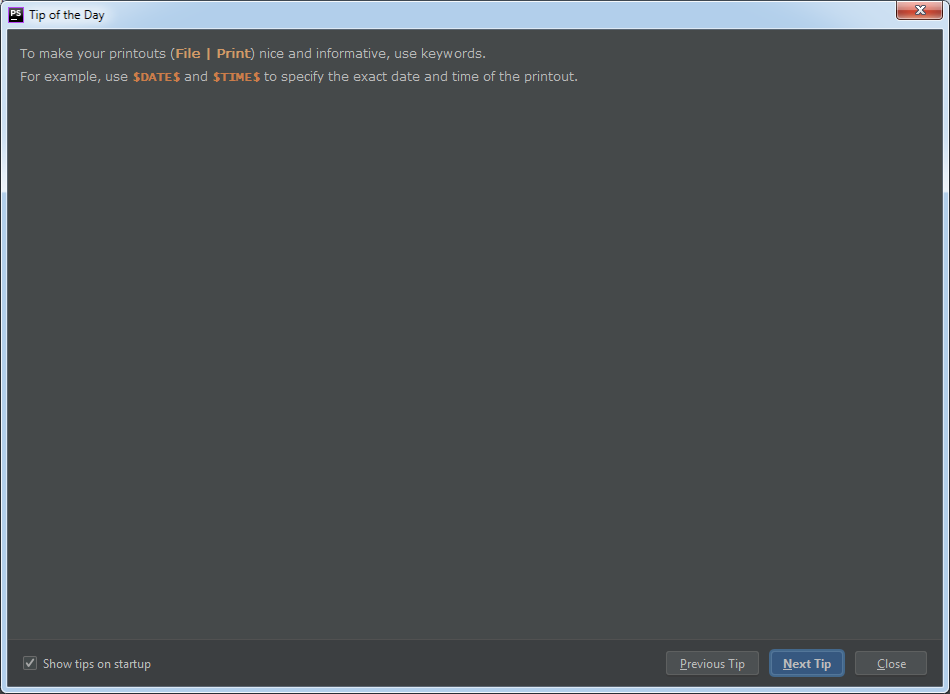 PS Tip of the Day
To make your printouts (File | Print) nice and informative, use keywords.
For example, use $DATE$ and $TIME$ to specify the exact date and time of the printout.
Show tips on startup
Previous Tip
Next Tip
Close